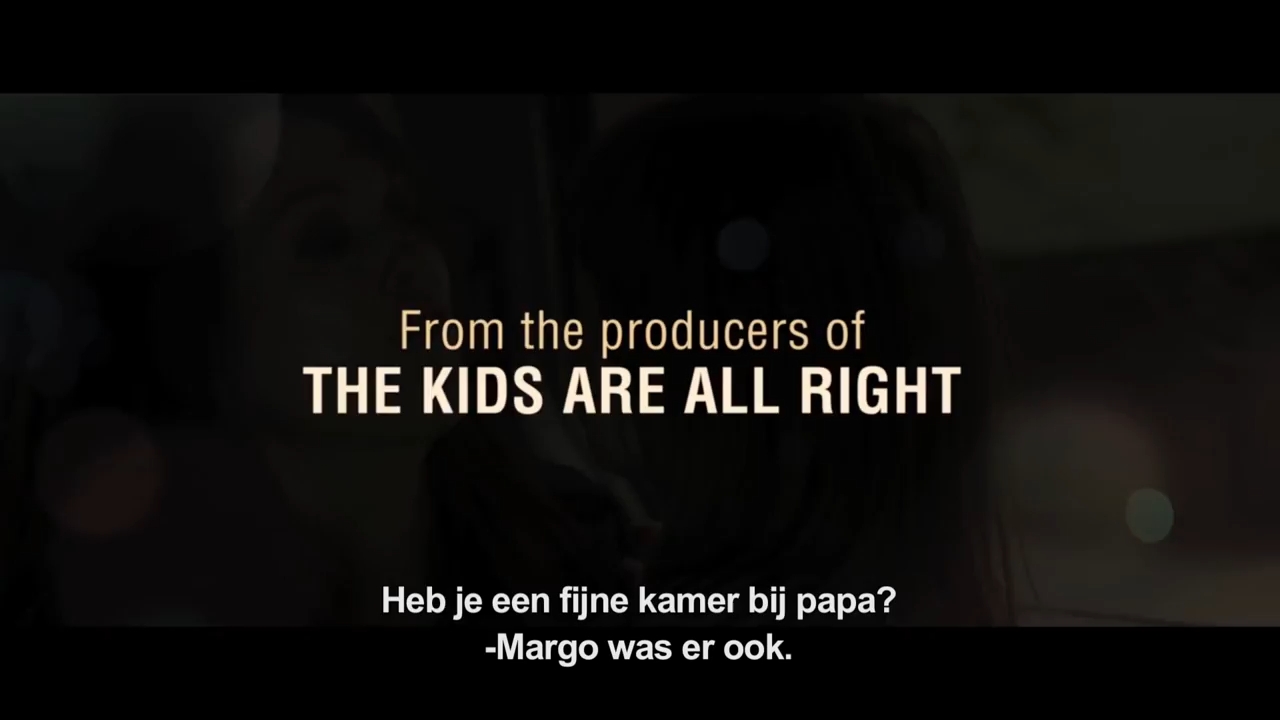 From the producers of
THE KIDS ARE ALL RIGHT
Heb je een fijne kamer bij papa?
-Margo was er ook.